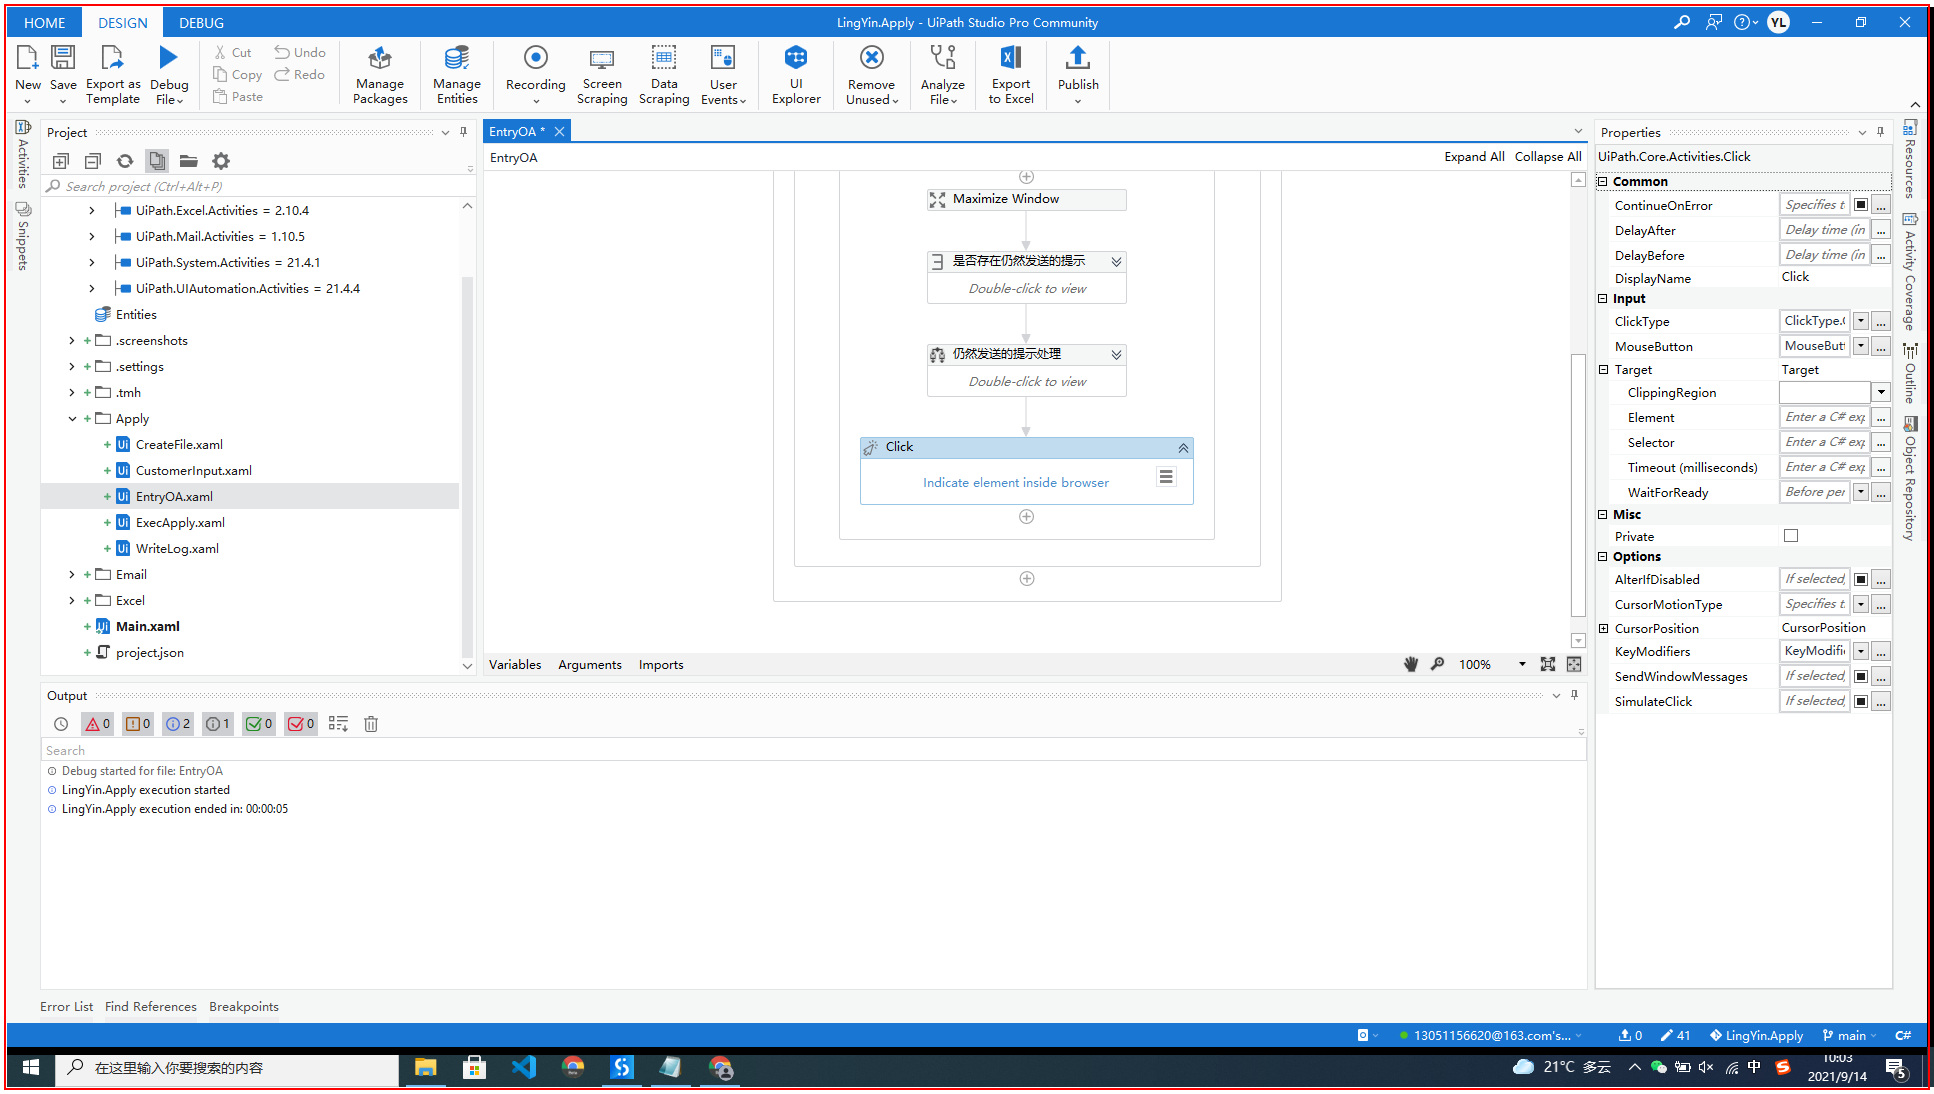 HOME DESIGN DEBUG
LingYin.Apply - UiPath Studio Pro Community
YL
New
Save
Export as Template
Debug File
Cut
Copy
Paste
Undo
Redo
Manage Packages
Manage Entities
Recording
Screen Scraping
Data Scraping
User Events
UI Explorer
Remove Unused
Analyze File
Export to Excel
Publish
Activities
Snippets
Project
Search project (Ctrl+Alt+P)
UiPath.Excel.Activities = 2.10.4
UiPath.Mail.Activities = 1.10.5
UiPath.System.Activities = 21.4.1
UiPath.UIAutomation.Activities = 21.4.4
Entities
.screenshots
.settings
.tmh
Apply
CreateFile.xaml
CustomerInput.xaml
EntryOA.xaml
ExecApply.xaml
WriteLog.xaml
Email
Excel
Main.xaml
project.json
EntryOA *
EntryOA
Expand All Collapse All
Maximize Window
是否存在仍然发送的提示
Double-click to view
仍然发送的提示处理
Double-click to view
Click
Indicate element inside browser
Variables Arguments Imports
100%
Properties
UiPath.Core.Activities.Click
Common
ContinueOnError Specifies t
DelayAfter Delay time (in
DelayBefore Delay time (in
DisplayName Click
Input
ClickType ClickType.(
MouseButton MouseButt
Target Target
ClippingRegion
Element Enter a C# exp
Selector Enter a C# exp
Timeout (milliseconds) Enter a C# exp
WaitForReady Before per
Misc
Private
Options
AlterIfDisabled If selected,
CursorMotionType Specifies t
CursorPosition CursorPosition
KeyModifiers KeyModifi
SendWindowMessages If selected,
SimulateClick If selected,
Resources
Activity Coverage
Outline
Object Repository
Output
0 0 2 1 0 0
Search
Debug started for file: EntryOA
LingYin.Apply execution started
LingYin.Apply execution ended in: 00:00:05
Error List Find References Breakpoints
13051156620@163.com's... 0 41 LingYin.Apply main C#
在这里输入你要搜索的内容
21°C 多云
中
10:03
2021/9/14
5